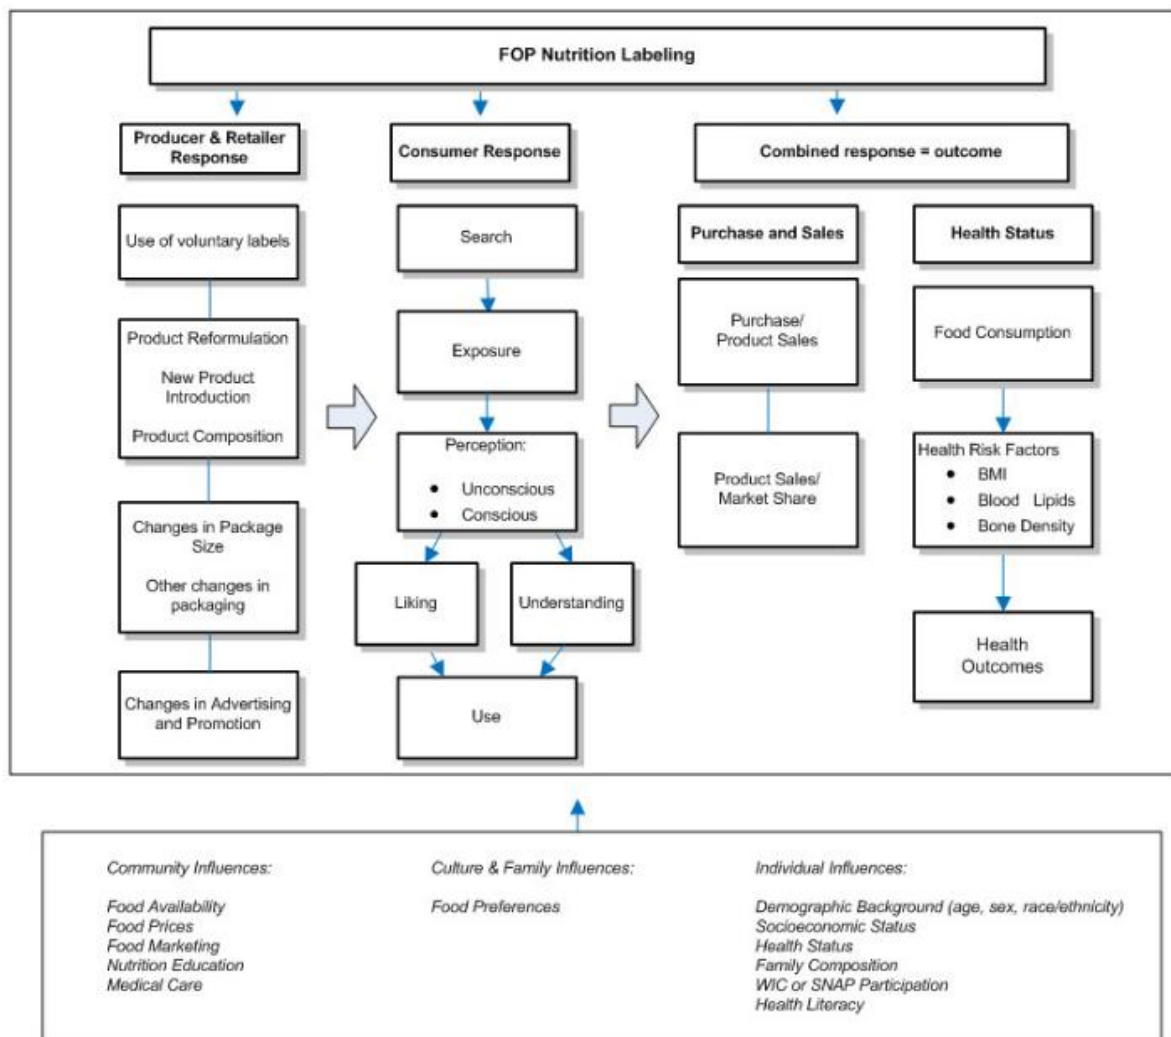 FOP Nutrition Labeling
Producer & Retailer
Response
Consumer Response
Combined response = outcome
Use of voluntary labels
Product Reformulation
New Product
Introduction
Product Composition
Changes in Package
Size
Other changes in
packaging
Changes in Advertising
and Promotion
Search
Exposure
Perception:
● Unconscious
● Conscious
Liking
Understanding
Use
Purchase and Sales
Purchase/
Product Sales
Product Sales/
Market Share
Health Status
Food Consumption
Health Risk Factors
● BMI
● Blood Lipids
● Bone Density
Health
Outcomes
Community Influences:
Food Availability
Food Prices
Food Marketing
Nutrition Education
Medical Care
Culture & Family Influences:
Food Preferences
Individual Influences:
Demographic Background (age, sex, race/ethnicity)
Socioeconomic Status
Health Status
Family Composition
WIC or SNAP Participation
Health Literacy